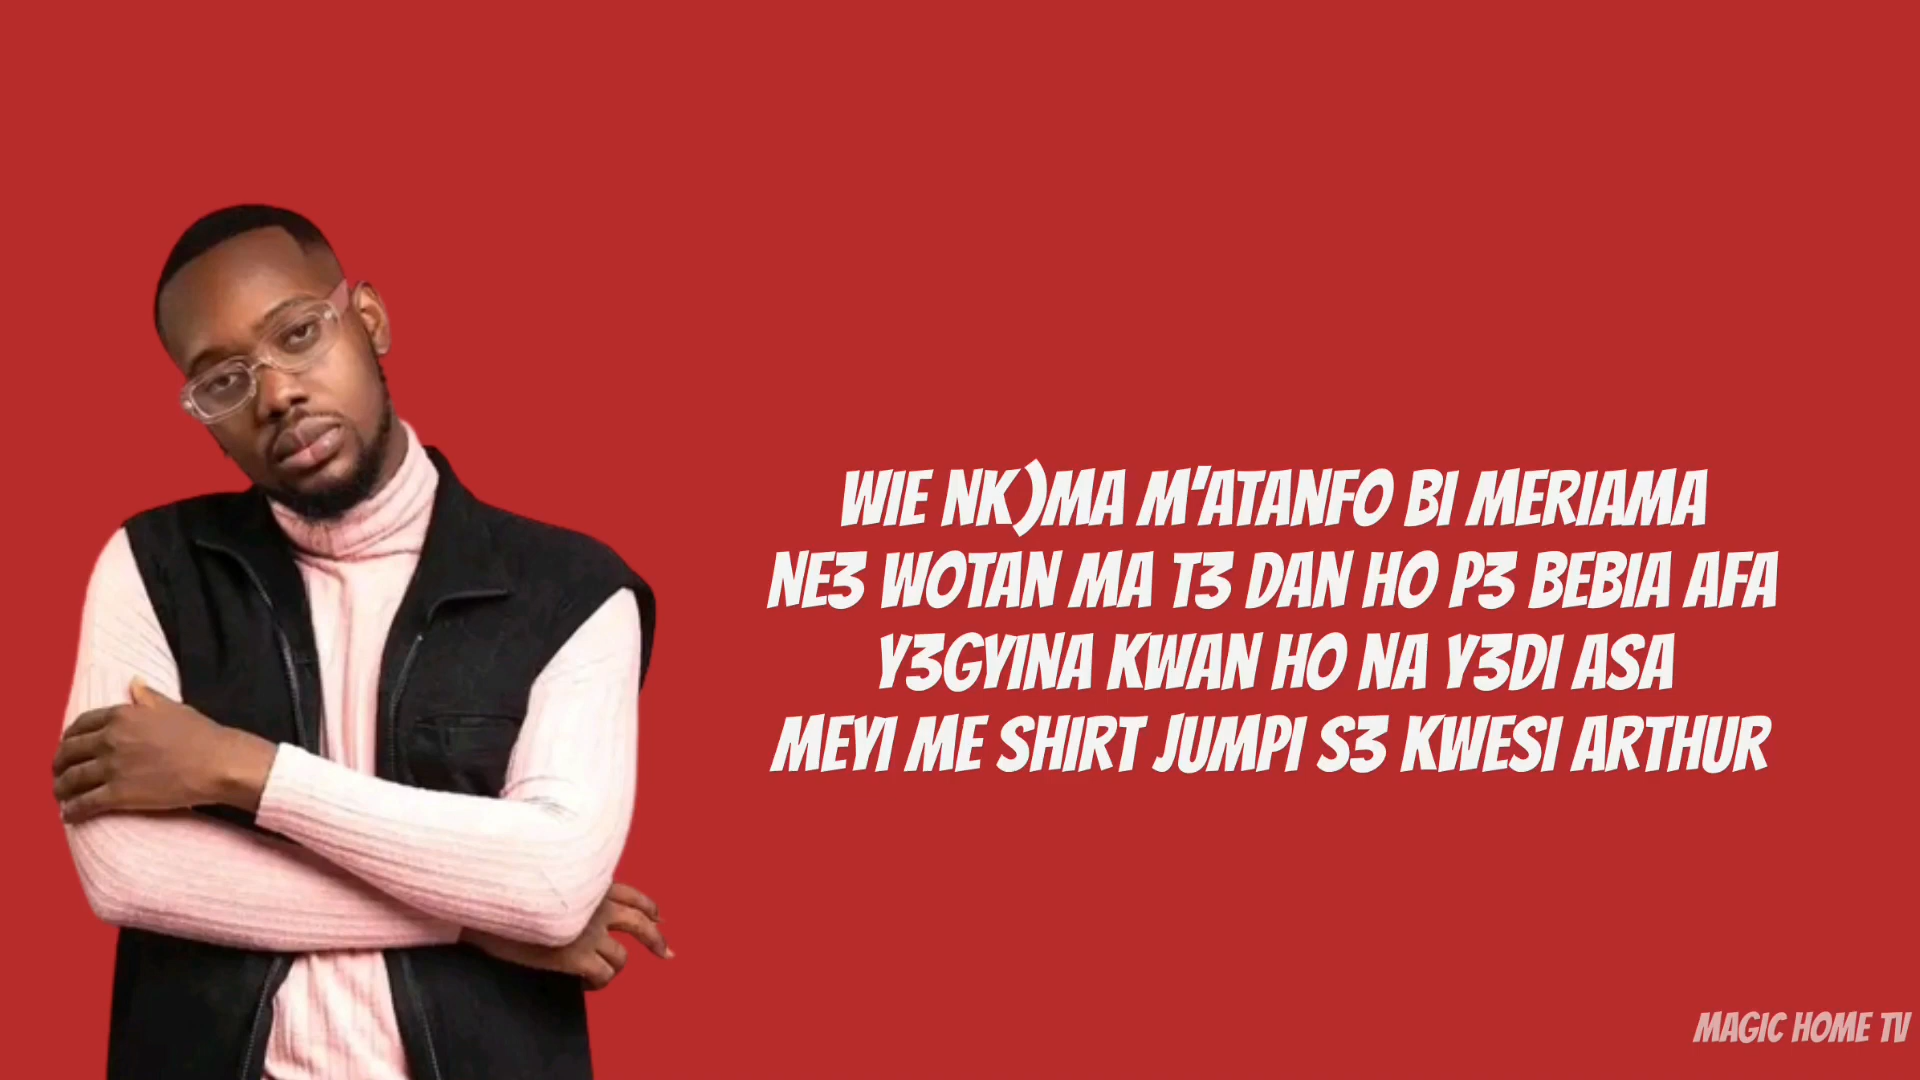 WIE NK)MA M'ATANFO BI MERIAMA
NE3 WOTAN MA T3 DAN HO P3 BEBIA AFA
Y3GYINA KWAN HO NA Y3DI ASA
MEYI ME SHIRT JUMPI S3 KWESI ARTHUR
MAGIC HOME TV